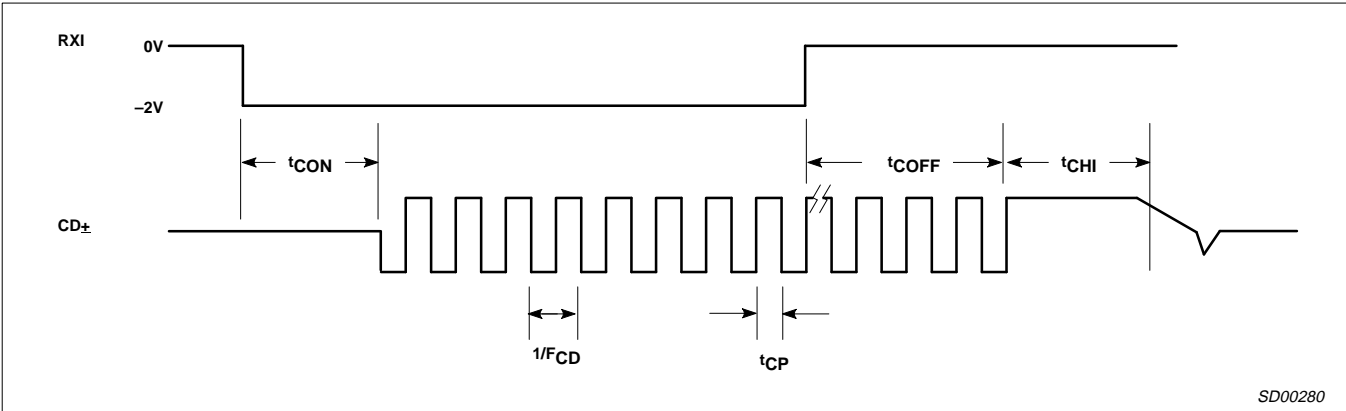 RXI
0V
–2V
tCON
tCOFF
tCHI
CD±
1/FCD
tCP
SD00280